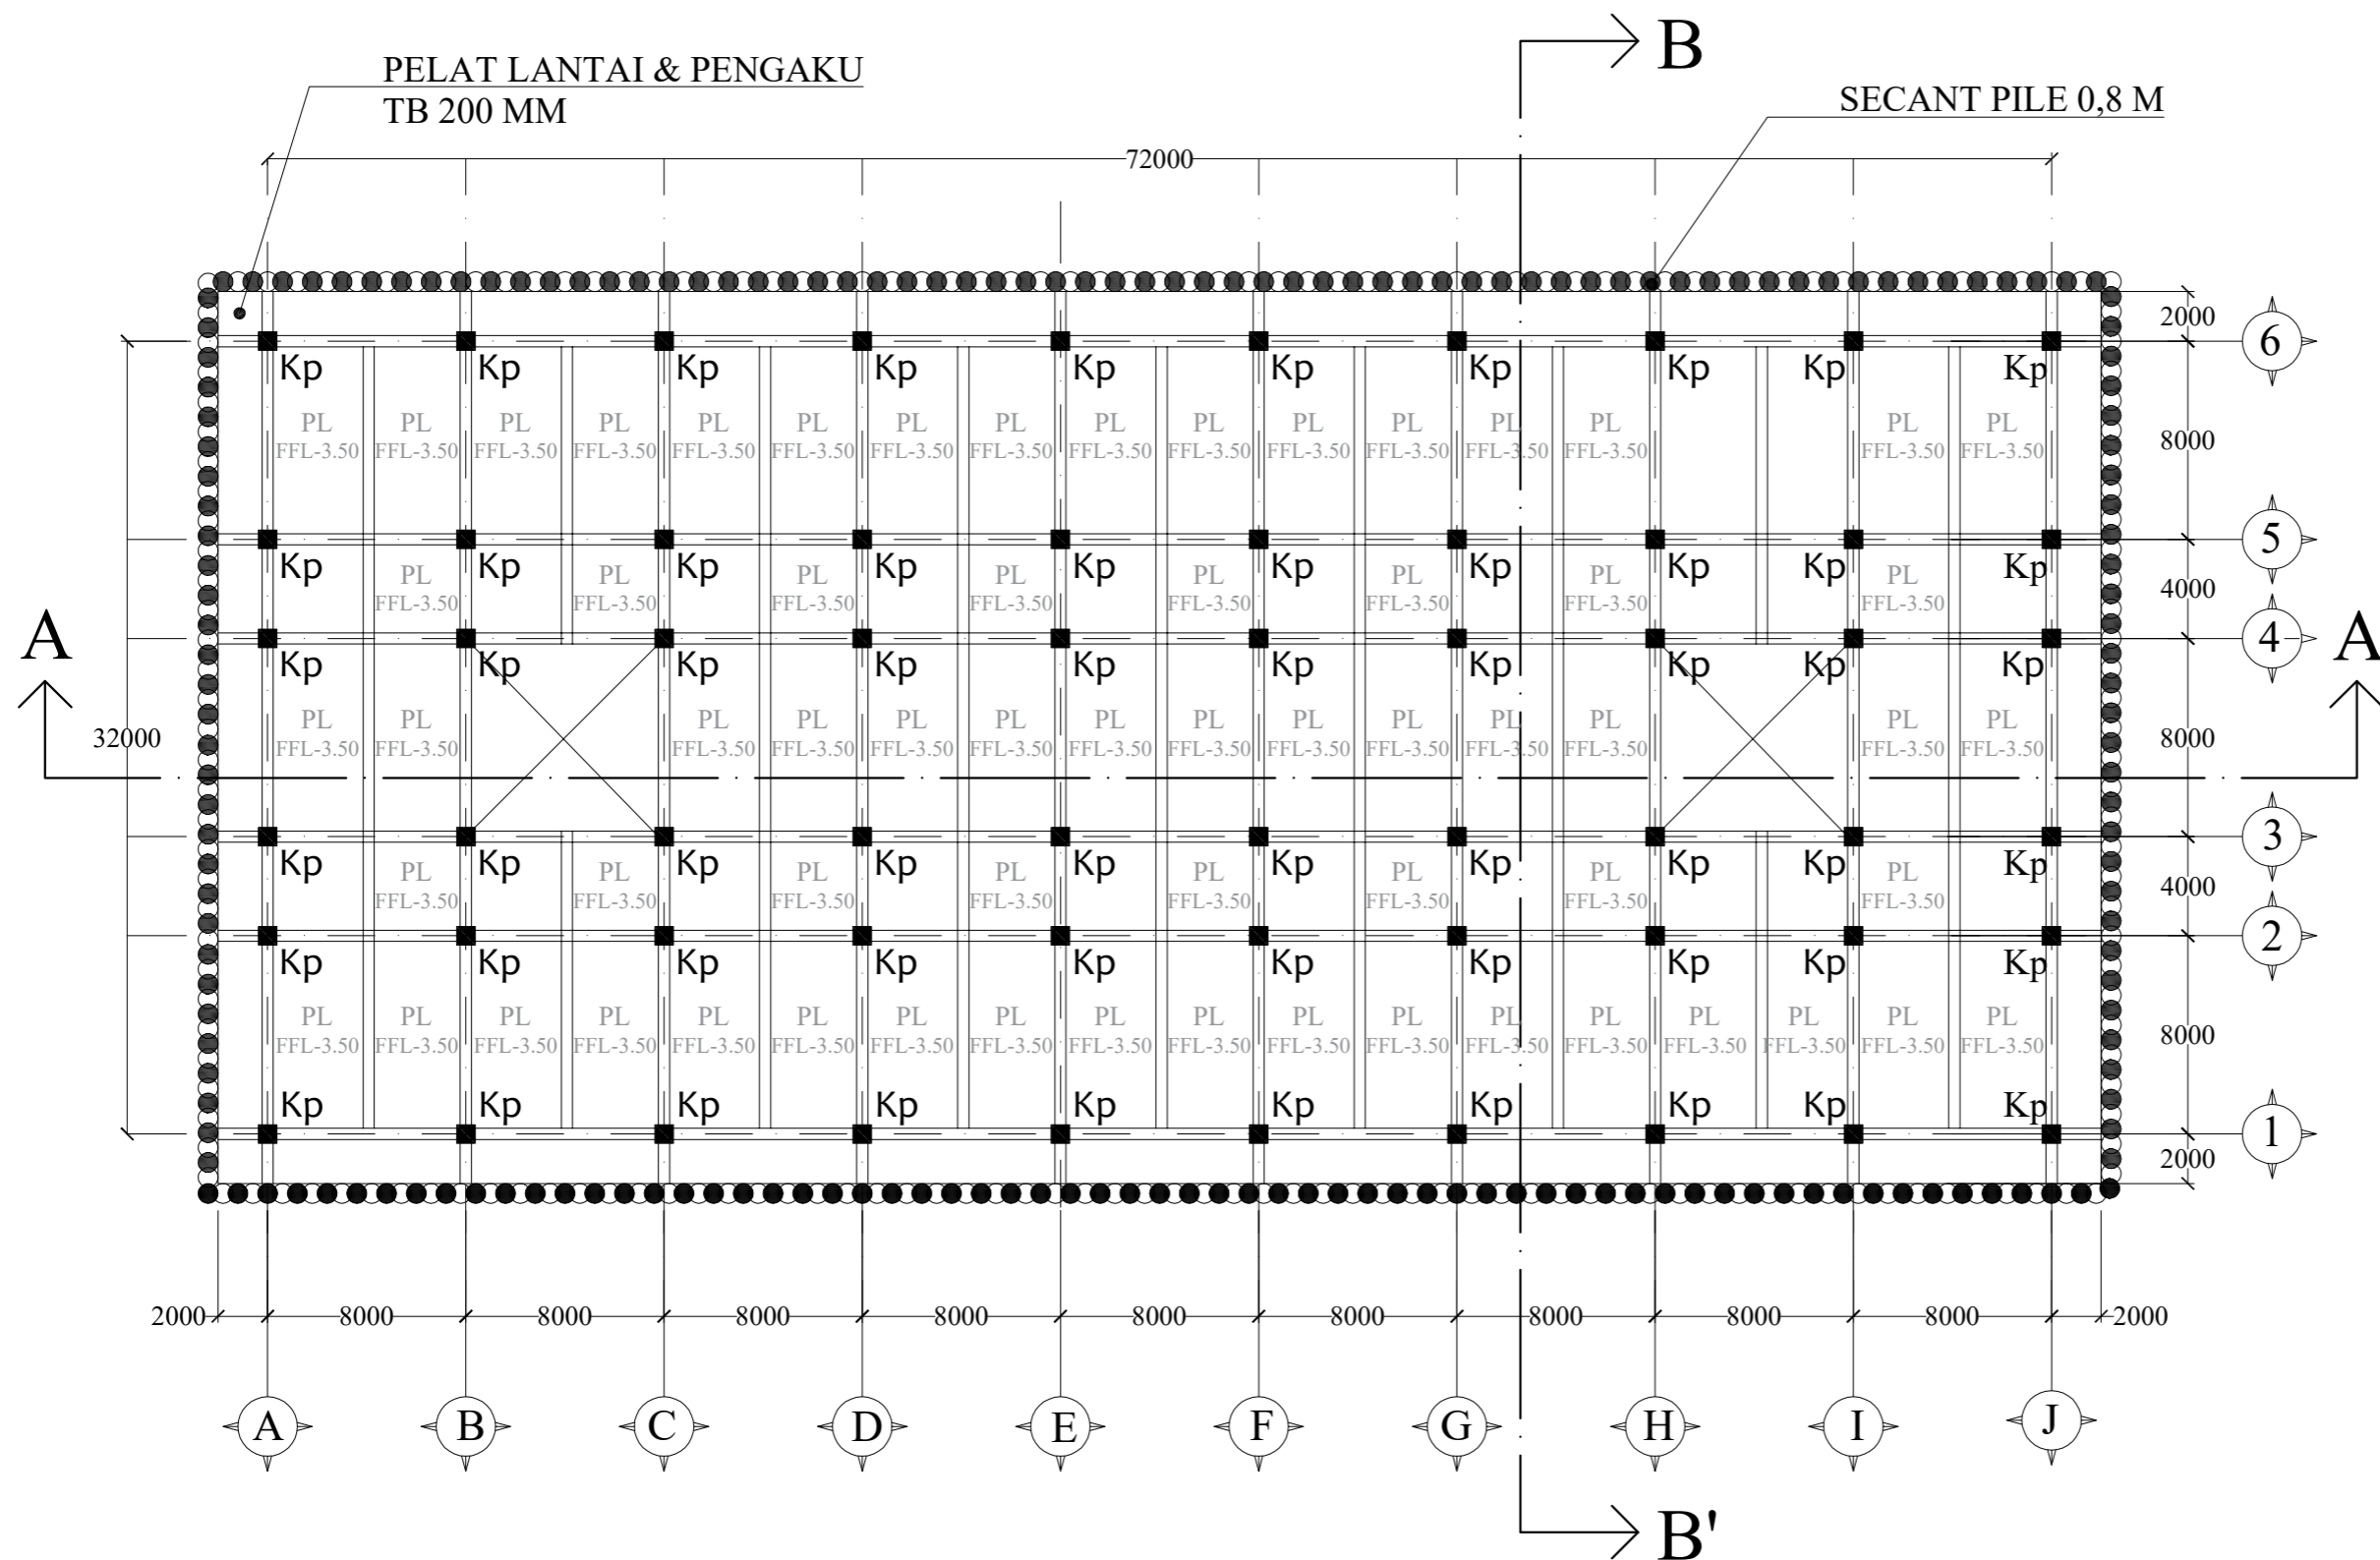 B
PELAT LANTAI & PENGAKU
TB 200 MM
SECANT PILE 0,8 M
72000
2000
6
Kp Kp Kp Kp Kp Kp Kp Kp Kp Kp
PL PL PL PL PL PL PL PL PL PL PL PL PL PL PL PL
FFL-3.50 FFL-3.50 FFL-3.50 FFL-3.50 FFL-3.50 FFL-3.50 FFL-3.50 FFL-3.50 FFL-3.50 FFL-3.50 FFL-3.50 FFL-3.50 FFL-3.50 FFL-3.50 FFL-3.50 FFL-3.50
8000
5
Kp Kp Kp Kp Kp Kp Kp Kp Kp Kp
PL PL PL PL PL PL PL PL
FFL-3.50 FFL-3.50 FFL-3.50 FFL-3.50 FFL-3.50 FFL-3.50 FFL-3.50 FFL-3.50
4000
A 4 A
Kp Kp Kp Kp Kp Kp Kp Kp Kp Kp
PL PL PL PL PL PL PL PL PL PL PL PL PL PL
32000 FFL-3.50 FFL-3.50 FFL-3.50 FFL-3.50 FFL-3.50 FFL-3.50 FFL-3.50 FFL-3.50 FFL-3.50 FFL-3.50 FFL-3.50 FFL-3.50 FFL-3.50 FFL-3.50 8000
3
Kp Kp Kp Kp Kp Kp Kp Kp Kp Kp
PL PL PL PL PL PL PL PL
FFL-3.50 FFL-3.50 FFL-3.50 FFL-3.50 FFL-3.50 FFL-3.50 FFL-3.50 FFL-3.50
4000
2
Kp Kp Kp Kp Kp Kp Kp Kp Kp Kp
PL PL PL PL PL PL PL PL PL PL PL PL PL PL PL PL PL PL
FFL-3.50 FFL-3.50 FFL-3.50 FFL-3.50 FFL-3.50 FFL-3.50 FFL-3.50 FFL-3.50 FFL-3.50 FFL-3.50 FFL-3.50 FFL-3.50 FFL-3.50 FFL-3.50 FFL-3.50 FFL-3.50 FFL-3.50 FFL-3.50
8000
Kp Kp Kp Kp Kp Kp Kp Kp Kp Kp
1
2000
2000 8000 8000 8000 8000 8000 8000 8000 8000 8000 2000
A B C D E F G H I J
B'